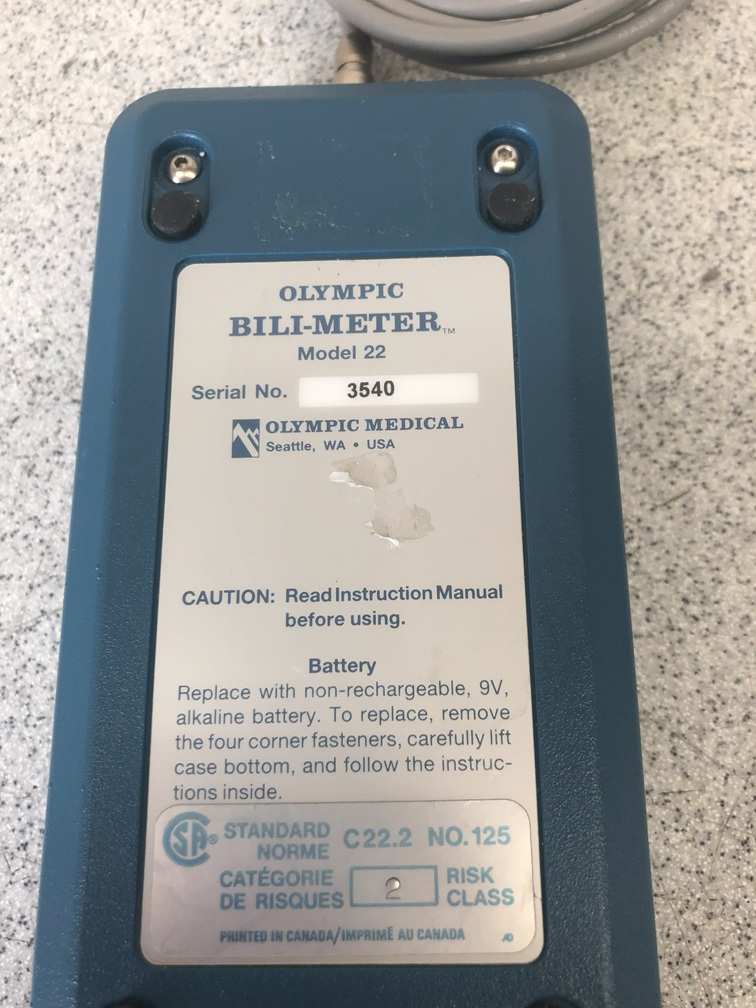 OLYMPIC
BILI-METER™
Model 22
Serial No. 3540
OLYMPIC MEDICAL
Seattle, WA • USA
CAUTION: Read Instruction Manual
before using.
Battery
Replace with non-rechargeable, 9V,
alkaline battery. To replace, remove
the four corner fasteners, carefully lift
case bottom, and follow the instruc-
tions inside.
SA® STANDARD C22.2 NO.125
NORME
CATÉGORIE 2 RISK
DE RISQUES CLASS
PRINTED IN CANADA/IMPRIMÉ AU CANADA